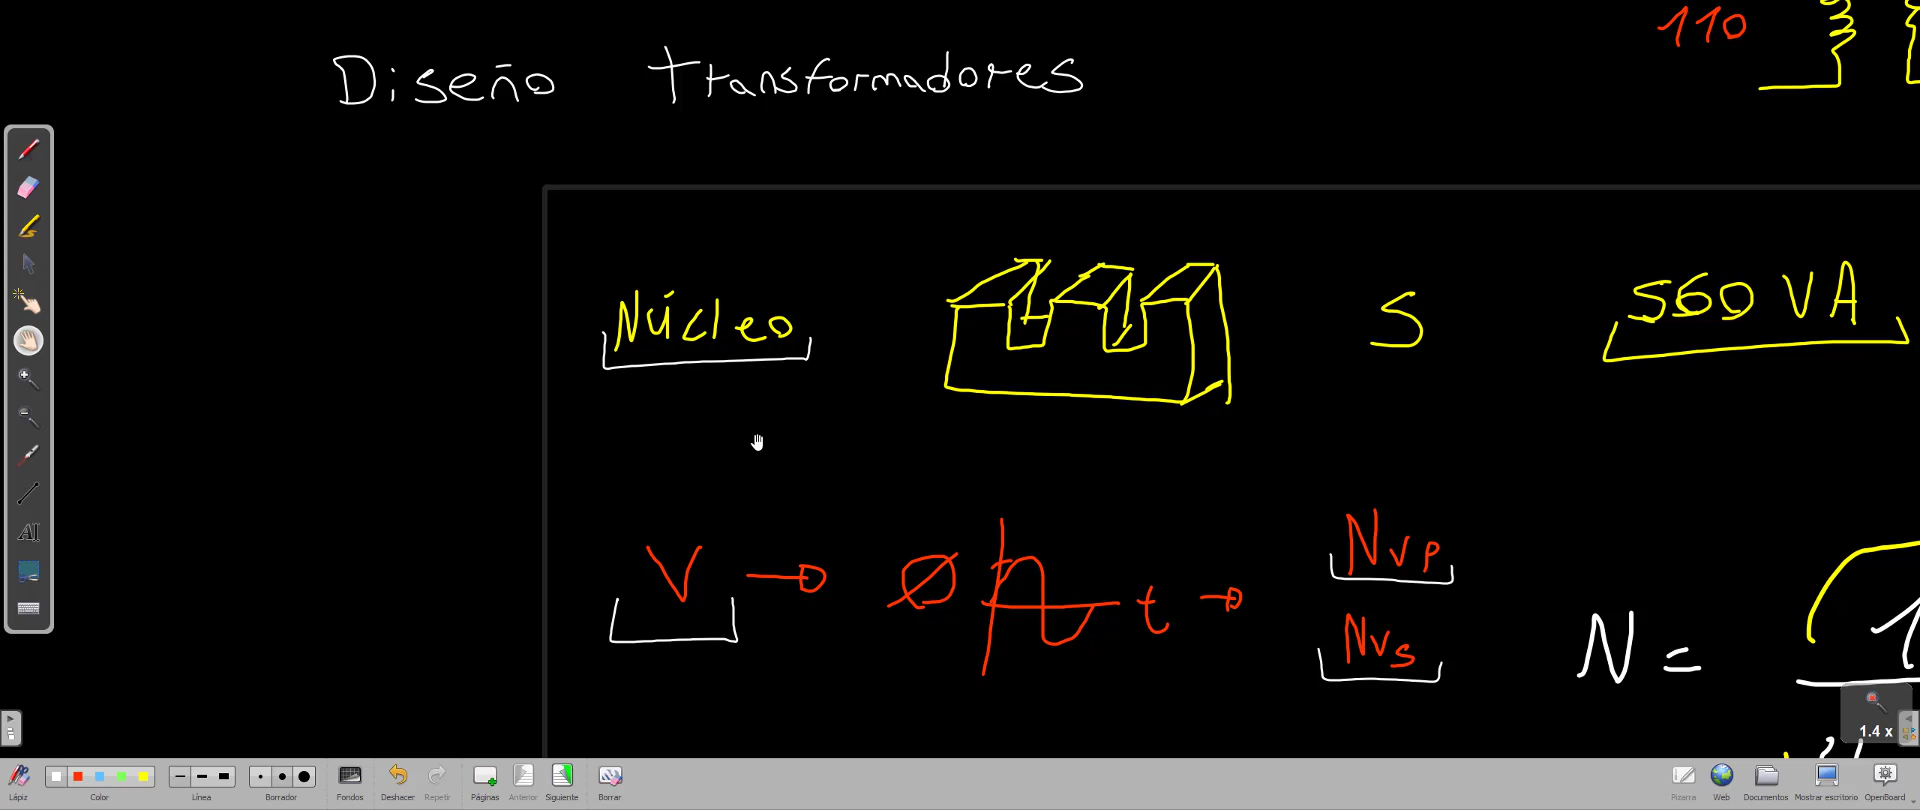 110
Diseño Transformadores
Núcleo S 560 VA
V Ø t Nvp
Nvs
N =
1.4 x
Lápiz Color Línea Borrador Fondos Deshacer Repetir Páginas Anterior Siguiente Borrar Pizarra Web Documentos Mostrar escritorio OpenBoard